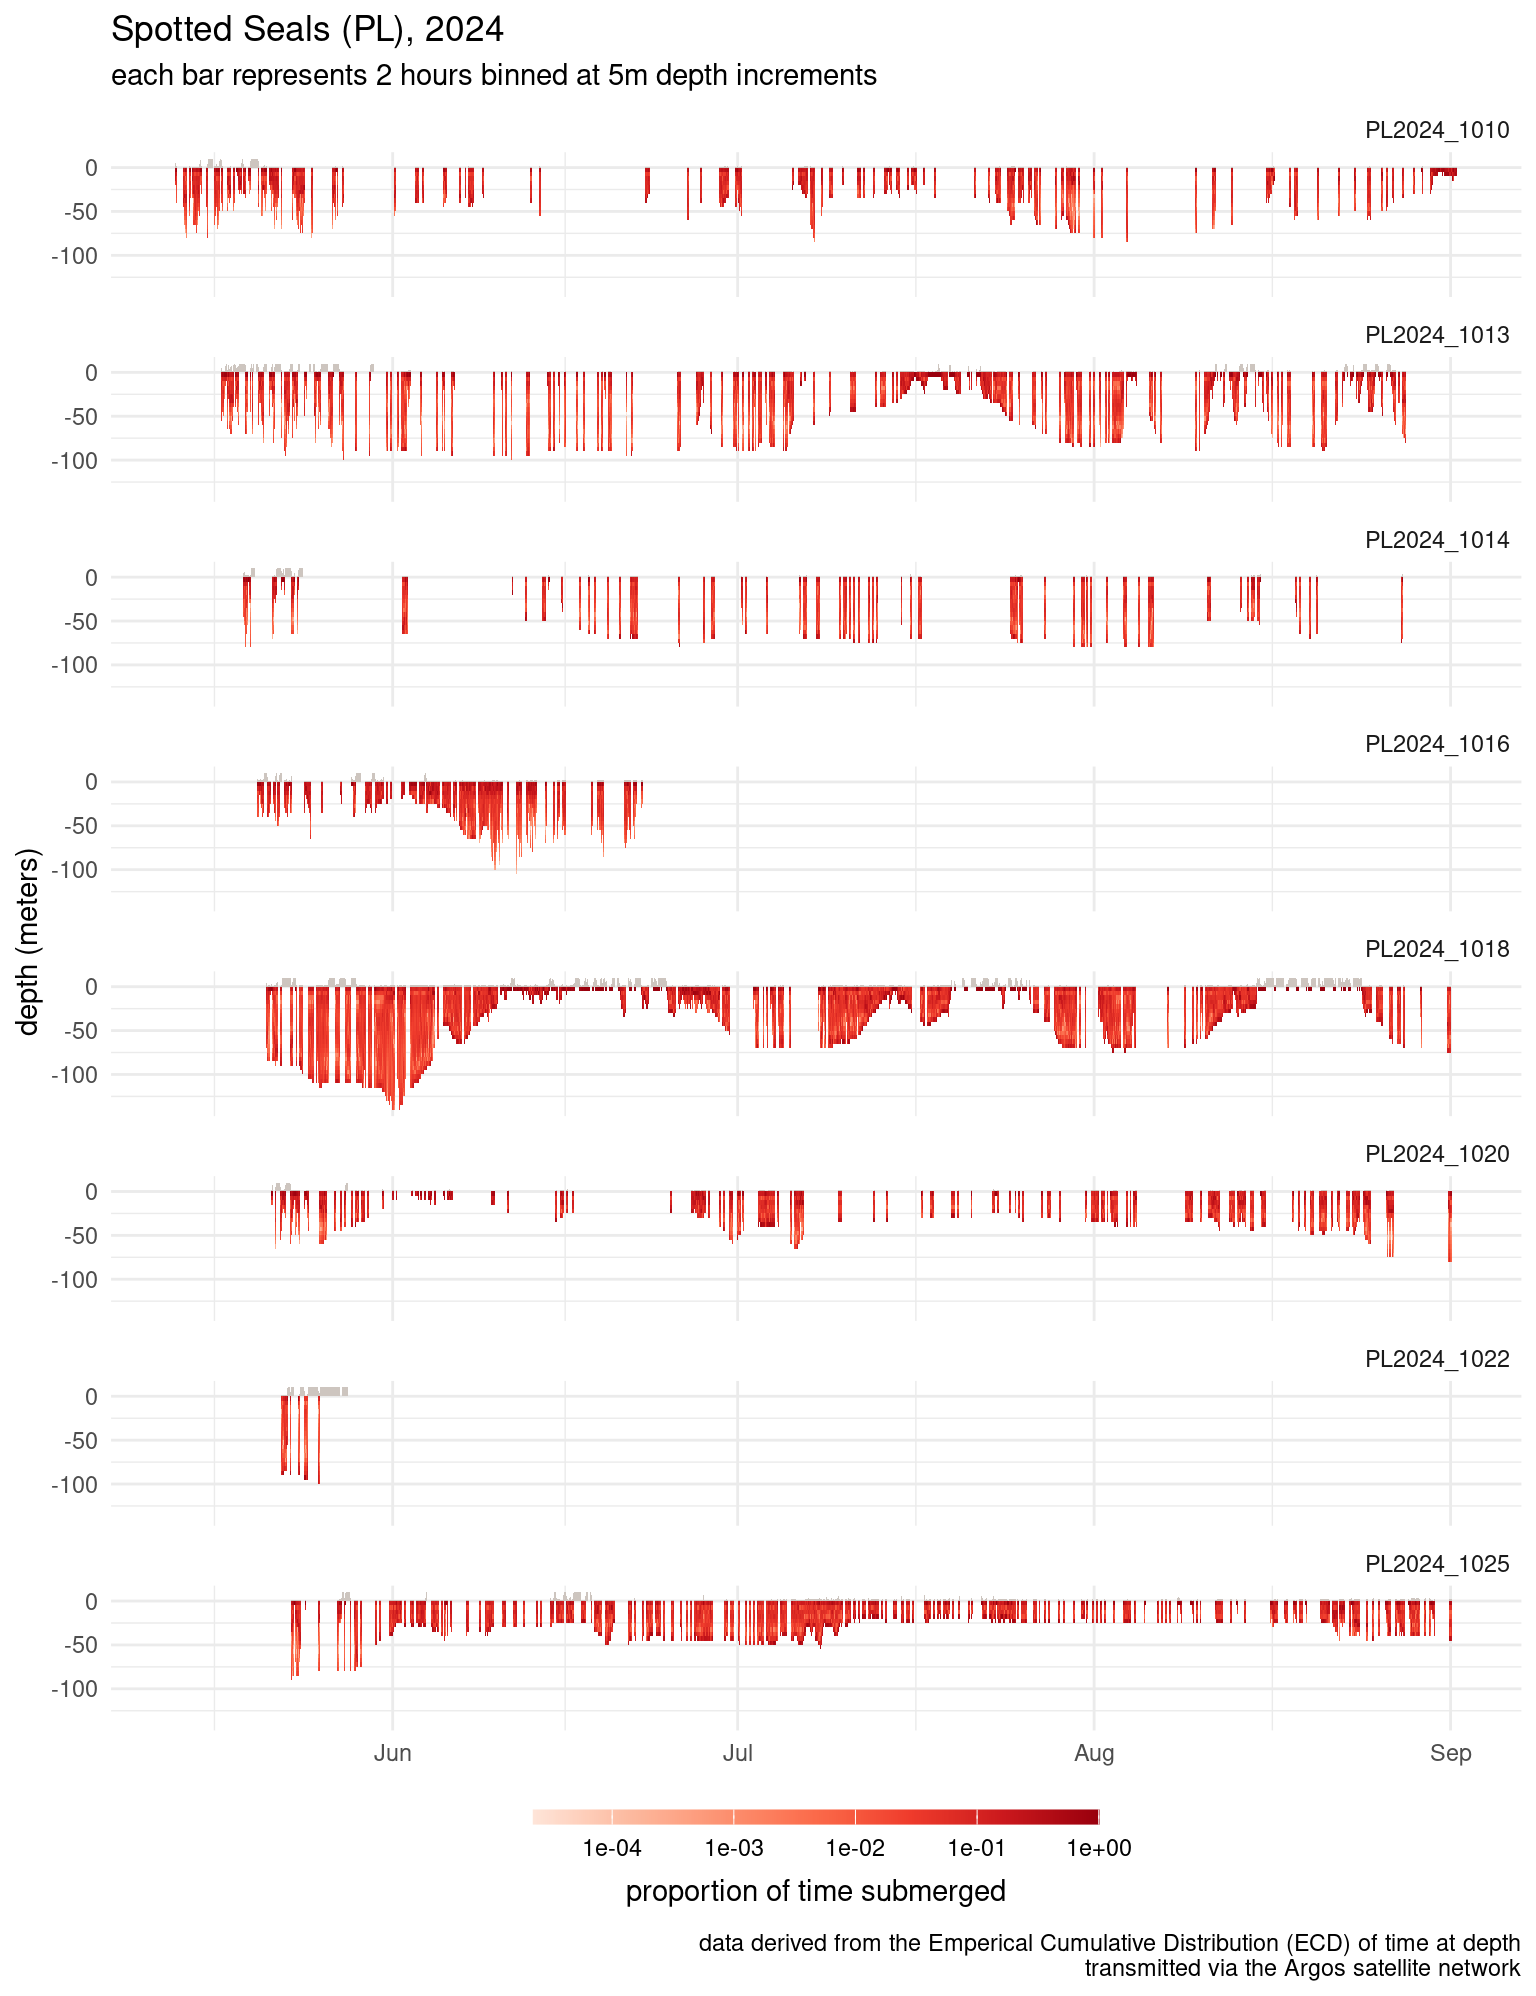 Spotted Seals (PL), 2024
each bar represents 2 hours binned at 5m depth increments
PL2024_1010
0
-50
-100
PL2024_1013
0
-50
-100
PL2024_1014
0
-50
-100
PL2024_1016
0
-50
-100
depth (meters)
PL2024_1018
0
-50
-100
PL2024_1020
0
-50
-100
PL2024_1022
0
-50
-100
PL2024_1025
0
-50
-100
Jun Jul Aug Sep
1e-04 1e-03 1e-02 1e-01 1e+00
proportion of time submerged
data derived from the Emperical Cumulative Distribution (ECD) of time at depth
transmitted via the Argos satellite network